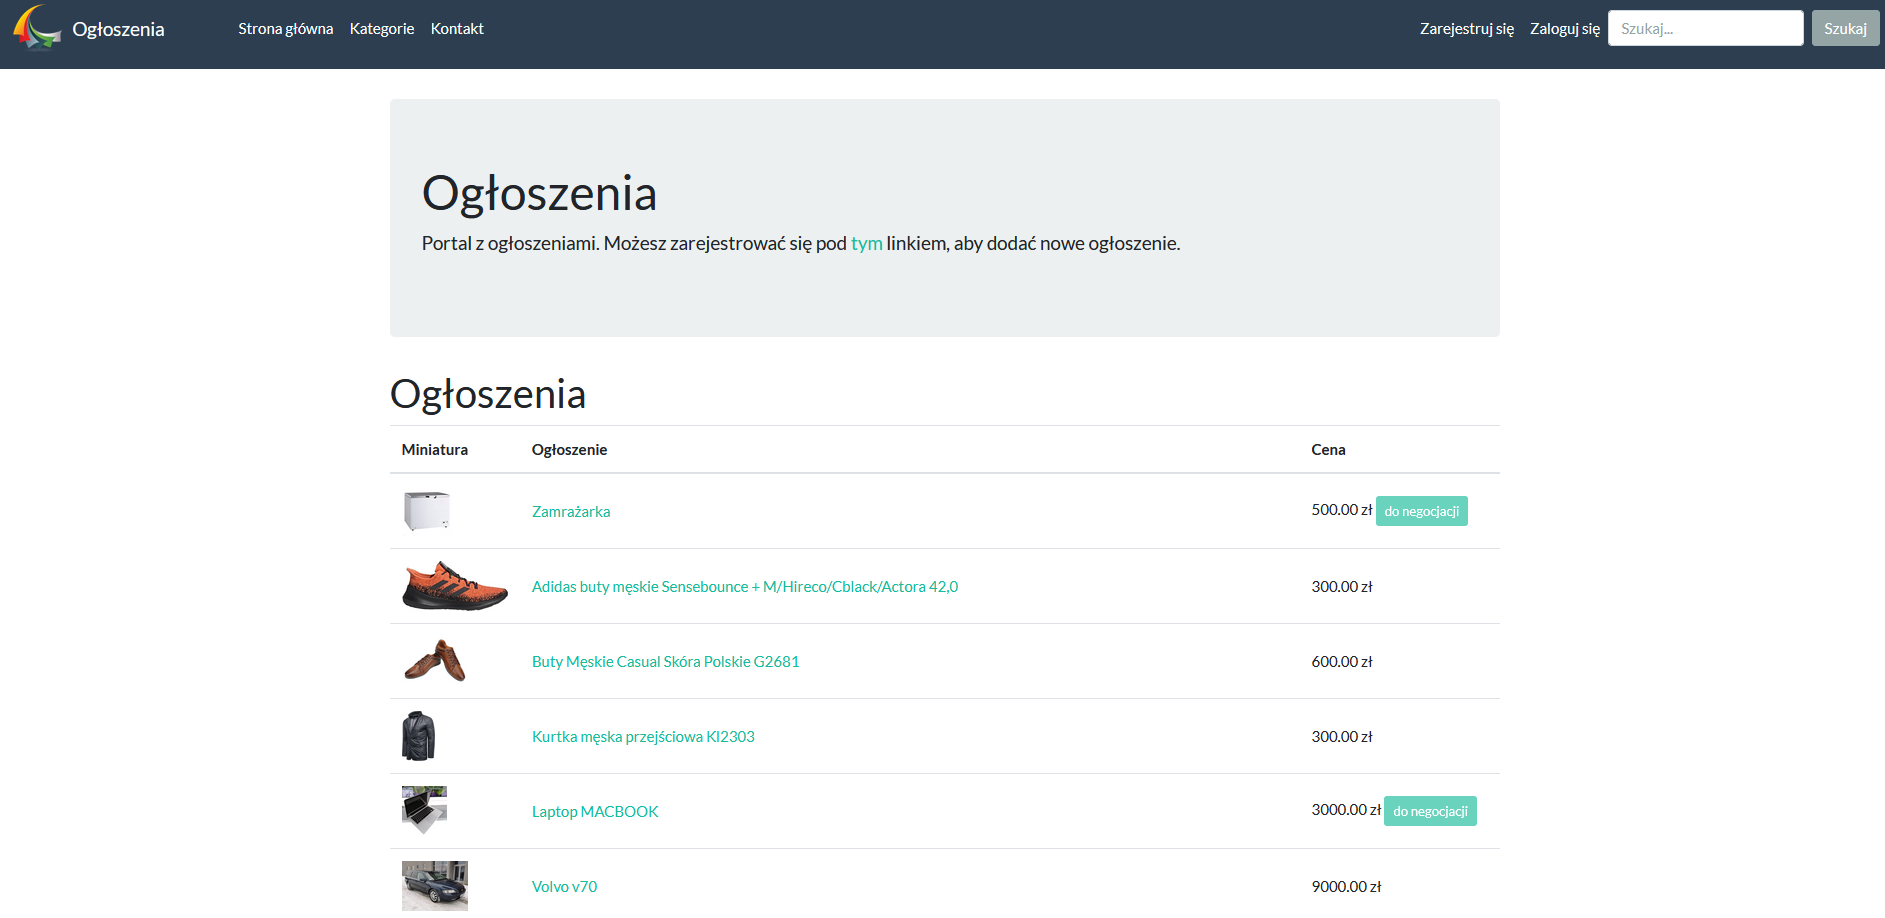 Ogłoszenia Strona główna Kategorie Kontakt Zarejestruj się Zaloguj się Szukaj... Szukaj
Ogłoszenia
Portal z ogłoszeniami. Możesz zarejestrować się pod tym linkiem, aby dodać nowe ogłoszenie.
Ogłoszenia
Miniatura Ogłoszenie Cena
Zamrażarka 500.00 zł do negocjacji
Adidas buty męskie Sensebounce + M/Hireco/Cblack/Actora 42,0 300.00 zł
Buty Męskie Casual Skóra Polskie G2681 600.00 zł
Kurtka męska przejściowa KI2303 300.00 zł
Laptop MACBOOK 3000.00 zł do negocjacji
Volvo v70 9000.00 zł